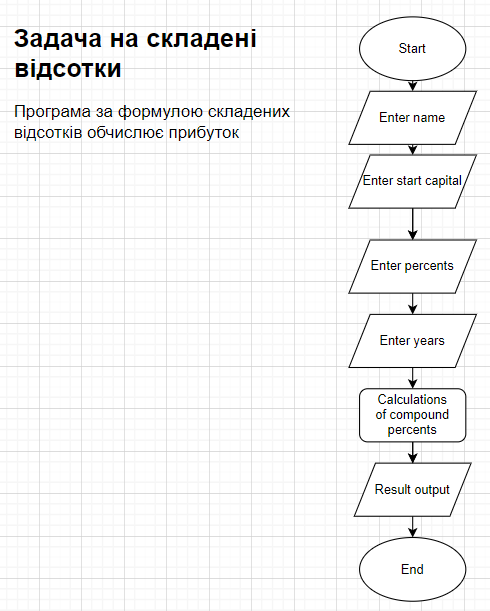 Задача на складені
відсотки
Програма за формулою складених
відсотків обчислює прибуток
Start
Enter name
Enter start capital
Enter percents
Enter years
Calculations
of compound
percents
Result output
End